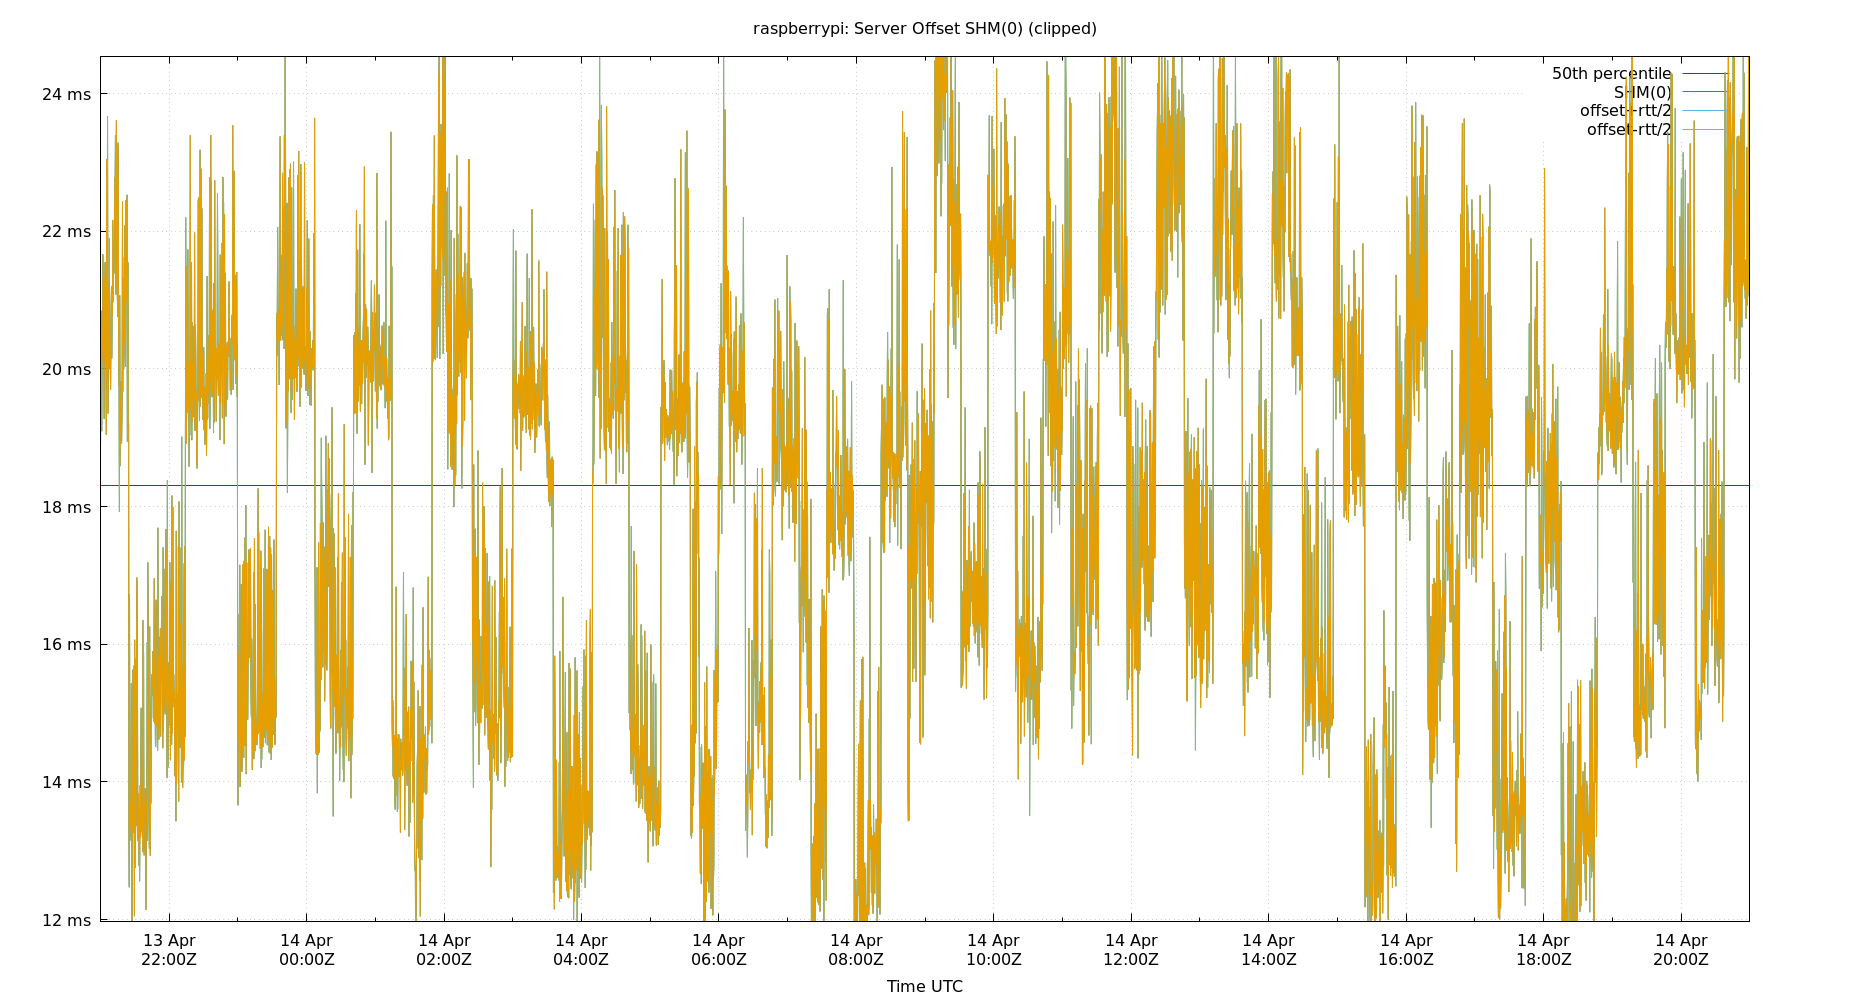 raspberrypi: Server Offset SHM(0) (clipped)
50th percentile
SHM(0)
offset+rtt/2
offset-rtt/2
24 ms
22 ms
20 ms
18 ms
16 ms
14 ms
12 ms
13 Apr 14 Apr 14 Apr 14 Apr 14 Apr 14 Apr 14 Apr 14 Apr 14 Apr 14 Apr 14 Apr 14 Apr
22:00Z 00:00Z 02:00Z 04:00Z 06:00Z 08:00Z 10:00Z 12:00Z 14:00Z 16:00Z 18:00Z 20:00Z
Time UTC